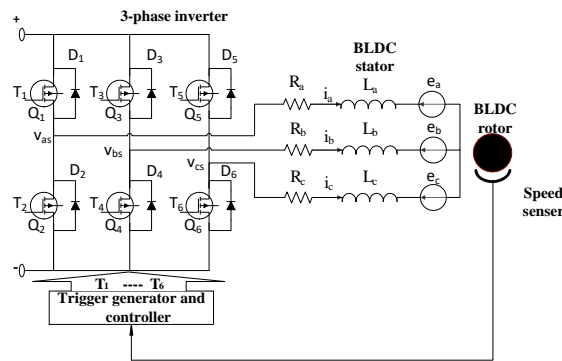 +
3-phase inverter
D1
D3
D5
T1
T3
T5
Q1
Q3
Q5
vas
vbs
vcs
D2
D4
D6
T2
T4
T6
Q2
Q4
Q6
-
BLDC
stator
Ra
ia
La
ea
Rb
ib
Lb
eb
Rc
ic
Lc
ec
BLDC
rotor
Speed
senser
T1 ---- T6
Trigger generator and
controller